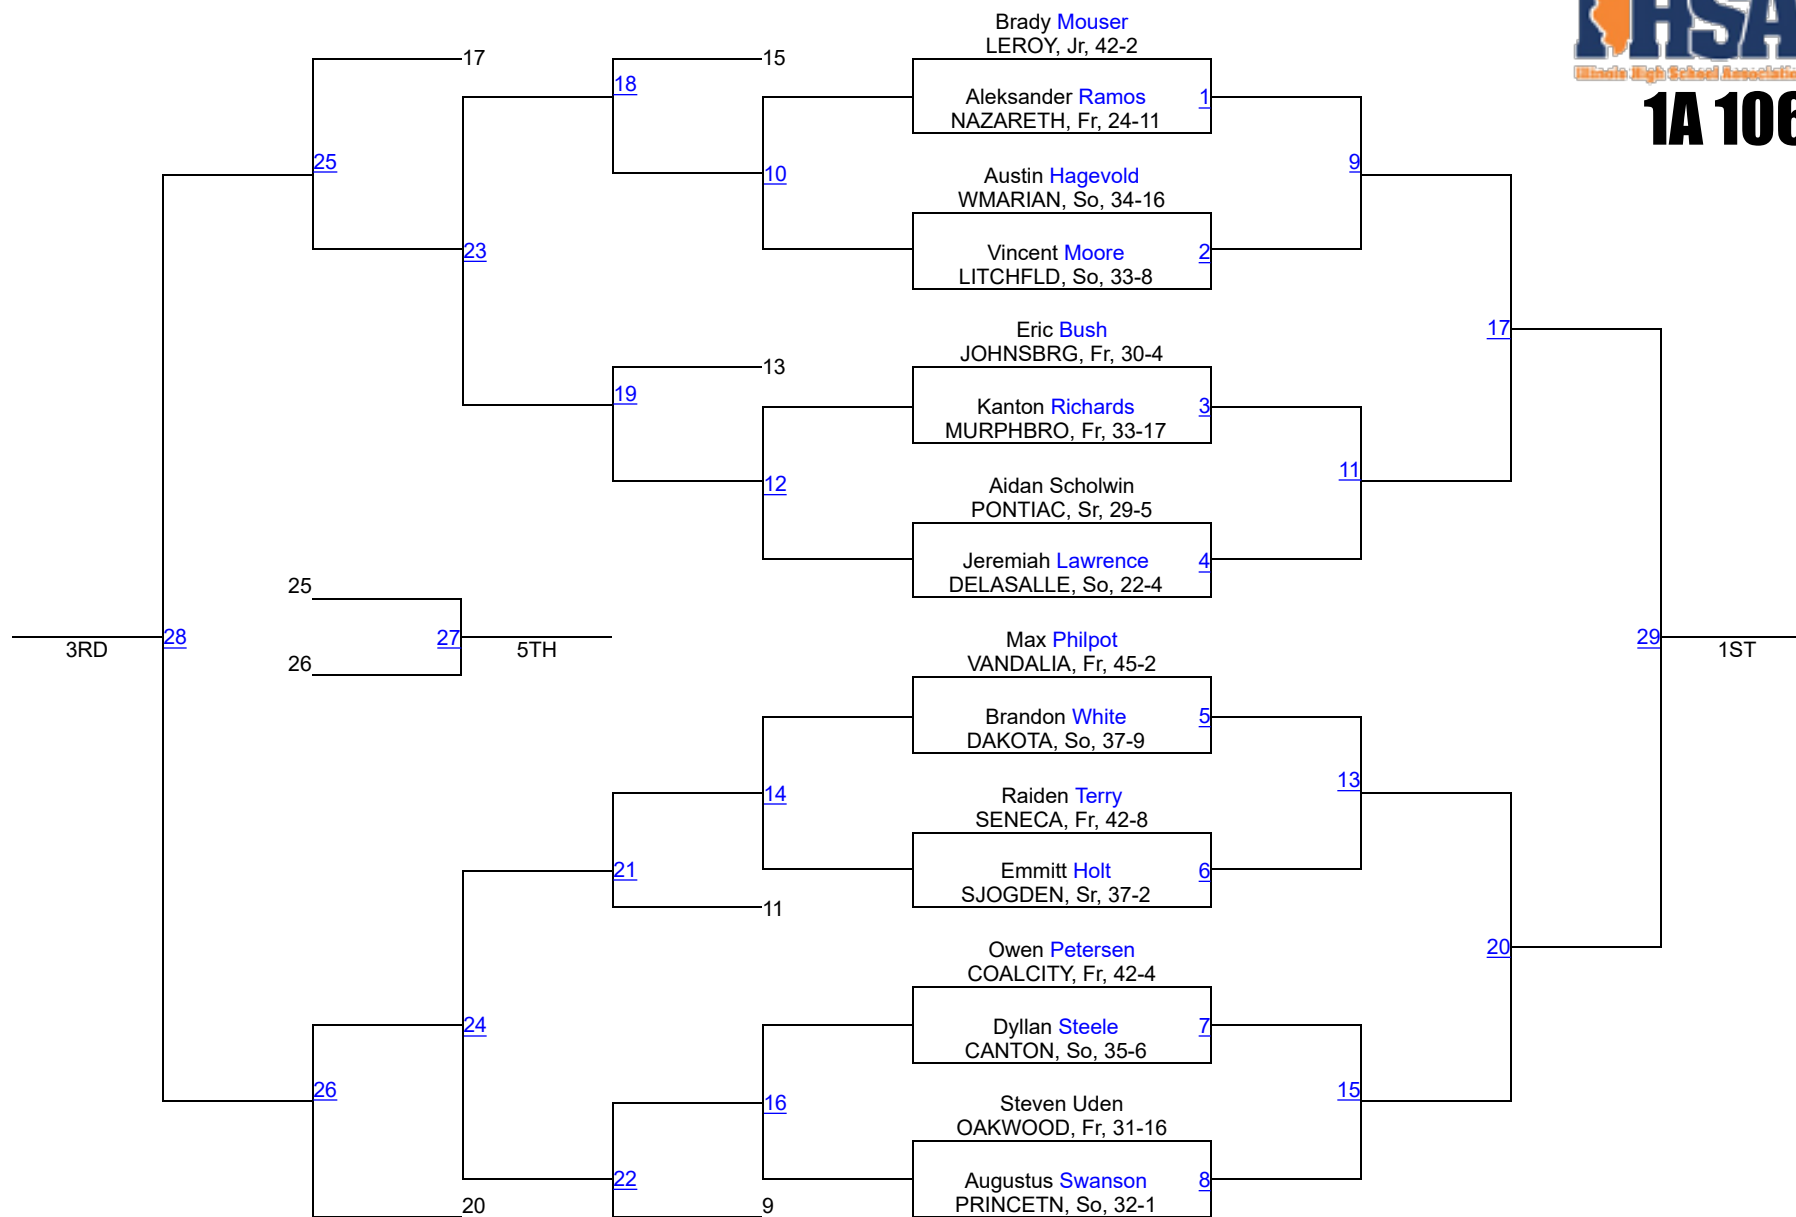 HSA
Illinois High School Association
1A 106
Brady Mouser
LEROY, Jr, 42-2
Aleksander Ramos
NAZARETH, Fr, 24-11
1
Austin Hagevold
WMARIAN, So, 34-16
Vincent Moore
LITCHFLD, So, 33-8
2
Eric Bush
JOHNSBRG, Fr, 30-4
Kanton Richards
MURPHBRO, Fr, 33-17
3
Aidan Scholwin
PONTIAC, Sr, 29-5
Jeremiah Lawrence
DELASALLE, So, 22-4
4
Max Philpot
VANDALIA, Fr, 45-2
Brandon White
DAKOTA, So, 37-9
5
Raiden Terry
SENECA, Fr, 42-8
Emmitt Holt
SJOGDEN, Sr, 37-2
6
Owen Petersen
COALCITY, Fr, 42-4
Dyllan Steele
CANTON, So, 35-6
7
Steven Uden
OAKWOOD, Fr, 31-16
Augustus Swanson
PRINCETN, So, 32-1
8
9
11
13
15
17
20
29
1ST
15
10
13
12
14
11
16
9
18
19
21
22
17
23
24
20
25
26
25
26
27
5TH
28
3RD